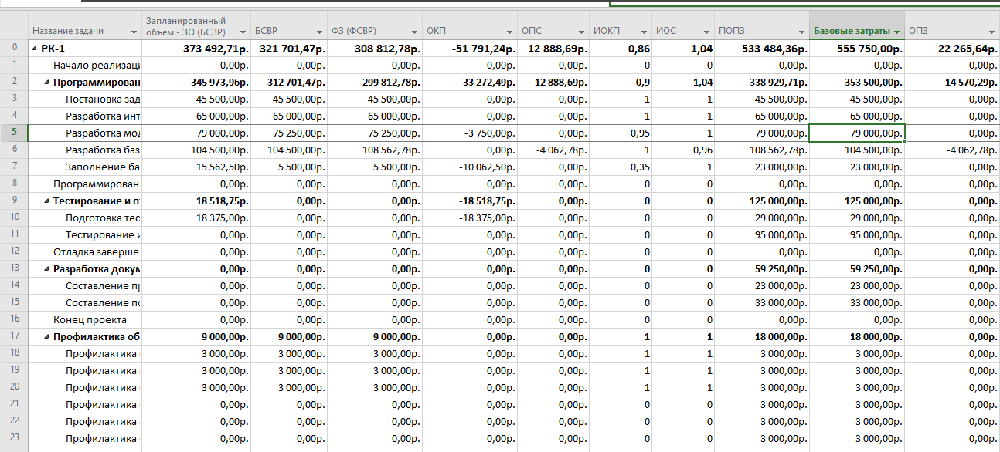 Название задачи Запланированный объем - ЗО (БСЗР) БСВР ФЗ (ФСВР) ОКП ОПС ИОКП ИОС ПОПЗ Базовые затраты ОПЗ
0 РК-1 373 492,71р. 321 701,47р. 308 812,78р. -51 791,24р. 12 888,69р. 0,86 1,04 533 484,36р. 555 750,00р. 22 265,64р.
1 Начало реализаци 0,00р. 0,00р. 0,00р. 0,00р. 0,00р. 0 0 0,00р. 0,00р. 0,00р.
2 Программирован 345 973,96р. 312 701,47р. 299 812,78р. -33 272,49р. 12 888,69р. 0,9 1,04 338 929,71р. 353 500,00р. 14 570,29р.
3 Постановка зад 45 500,00р. 45 500,00р. 45 500,00р. 0,00р. 0,00р. 1 1 45 500,00р. 45 500,00р. 0,00р.
4 Разработка инт 65 000,00р. 65 000,00р. 65 000,00р. 0,00р. 0,00р. 1 1 65 000,00р. 65 000,00р. 0,00р.
5 Разработка мод 79 000,00р. 75 250,00р. 75 250,00р. -3 750,00р. 0,00р. 0,95 1 79 000,00р. 79 000,00р. 0,00р.
6 Разработка баз 104 500,00р. 104 500,00р. 108 562,78р. 0,00р. -4 062,78р. 1 0,96 108 562,78р. 104 500,00р. -4 062,78р.
7 Заполнение ба 15 562,50р. 5 500,00р. 5 500,00р. -10 062,50р. 0,00р. 0,35 1 23 000,00р. 23 000,00р. 0,00р.
8 Программирован 0,00р. 0,00р. 0,00р. 0,00р. 0,00р. 0 0 0,00р. 0,00р. 0,00р.
9 Тестирование и о 18 518,75р. 0,00р. 0,00р. -18 518,75р. 0,00р. 0 0 125 000,00р. 125 000,00р. 0,00р.
10 Подготовка тес 18 375,00р. 0,00р. 0,00р. -18 375,00р. 0,00р. 0 0 29 000,00р. 29 000,00р. 0,00р.
11 Тестирование и 0,00р. 0,00р. 0,00р. 0,00р. 0,00р. 0 0 95 000,00р. 95 000,00р. 0,00р.
12 Отладка заверше 0,00р. 0,00р. 0,00р. 0,00р. 0,00р. 0 0 0,00р. 0,00р. 0,00р.
13 Разработка докум 0,00р. 0,00р. 0,00р. 0,00р. 0,00р. 0 0 59 250,00р. 59 250,00р. 0,00р.
14 Составление пр 0,00р. 0,00р. 0,00р. 0,00р. 0,00р. 0 0 23 000,00р. 23 000,00р. 0,00р.
15 Составление по 0,00р. 0,00р. 0,00р. 0,00р. 0,00р. 0 0 33 000,00р. 33 000,00р. 0,00р.
16 Конец проекта 0,00р. 0,00р. 0,00р. 0,00р. 0,00р. 0 0 0,00р. 0,00р. 0,00р.
17 Профилактика об 9 000,00р. 9 000,00р. 9 000,00р. 0,00р. 0,00р. 1 1 18 000,00р. 18 000,00р. 0,00р.
18 Профилактика 3 000,00р. 3 000,00р. 3 000,00р. 0,00р. 0,00р. 1 1 3 000,00р. 3 000,00р. 0,00р.
19 Профилактика 3 000,00р. 3 000,00р. 3 000,00р. 0,00р. 0,00р. 1 1 3 000,00р. 3 000,00р. 0,00р.
20 Профилактика 3 000,00р. 3 000,00р. 3 000,00р. 0,00р. 0,00р. 1 1 3 000,00р. 3 000,00р. 0,00р.
21 Профилактика 0,00р. 0,00р. 0,00р. 0,00р. 0,00р. 0 0 3 000,00р. 3 000,00р. 0,00р.
22 Профилактика 0,00р. 0,00р. 0,00р. 0,00р. 0,00р. 0 0 3 000,00р. 3 000,00р. 0,00р.
23 Профилактика 0,00р. 0,00р. 0,00р. 0,00р. 0,00р. 0 0 3 000,00р. 3 000,00р. 0,00р.